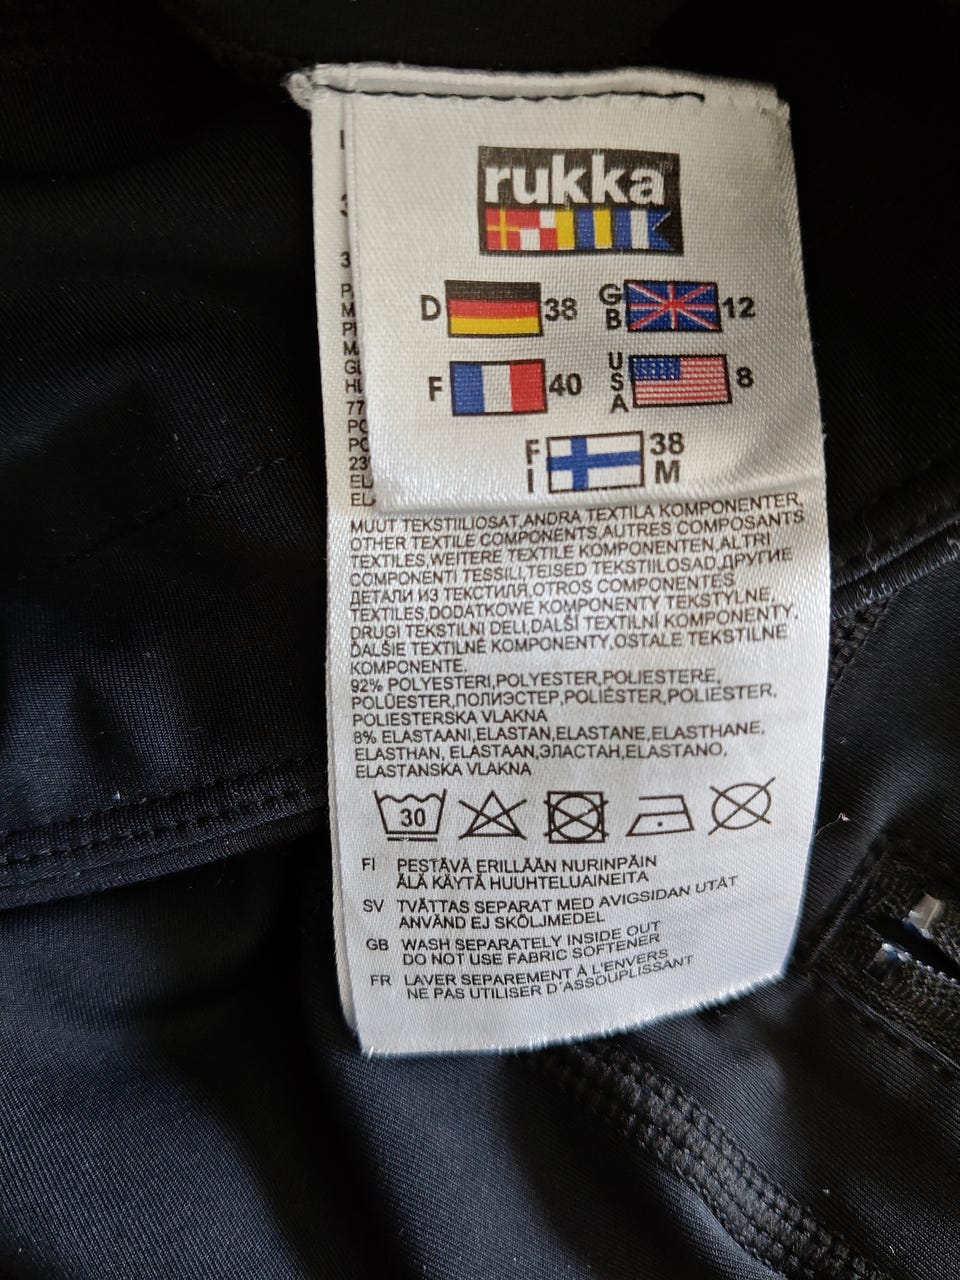 rukka
D 38 GB 12
F 40 USA 8
FI 38 M
3
77
23
MUUT TEKSTIILIOSAT,ANDRA TEXTILA KOMPONENTER,
OTHER TEXTILE COMPONENTS,AUTRES COMPOSANTS
TEXTILES,WEITERE TEXTILE KOMPONENTEN,ALTRI
COMPONENTI TESSILI,TEISED TEKSTIILOSAD,ДРУГИЕ
ДЕТАЛИ ИЗ ТЕКСТИЛЯ,OTROS COMPONENTES
TEXTILES,DODATKOWE KOMPONENTY TEKSTYLNE,
DRUGI TEKSTILNI DELI,DALŠÍ TEXTILNÍ KOMPONENTY,
ĎALŠIE TEXTILNÉ KOMPONENTY,OSTALE TEKSTILNE
KOMPONENTE.
92% POLYESTERI,POLYESTER,POLIESTERE,
POLÜESTER,ПОЛИЭСТЕР,POLIÉSTER,POLIESTER,
POLIESTERSKA VLAKNA
8% ELASTAANI,ELASTAN,ELASTANE,ELASTHANE,
ELASTHAN, ELASTAAN,ЭЛАСТАН,ELASTANO,
ELASTANSKA VLAKNA
30
FI PESTÄVÄ ERILLÄÄN NURINPÄIN
ÄLÄ KÄYTÄ HUUHTELUAINEITA
SV TVÄTTAS SEPARAT MED AVIGSIDAN UTÅT
ANVÄND EJ SKÖLJMEDEL
GB WASH SEPARATELY INSIDE OUT
DO NOT USE FABRIC SOFTENER
FR LAVER SEPAREMENT À L'ENVERS
NE PAS UTILISER D'ASSOUPLISSANT